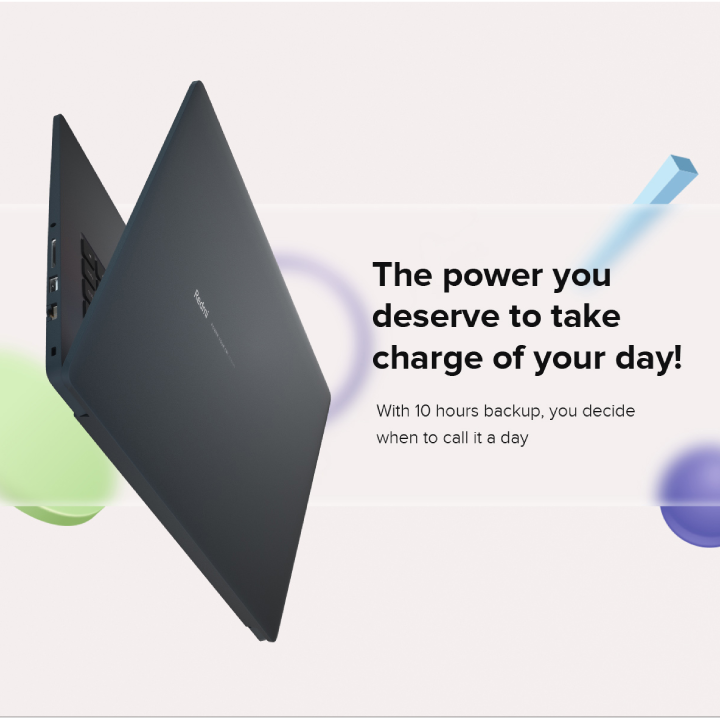 Redmi
The power you
deserve to take
charge of your day!
With 10 hours backup, you decide
when to call it a day